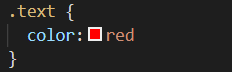 .text {
  color: red
}